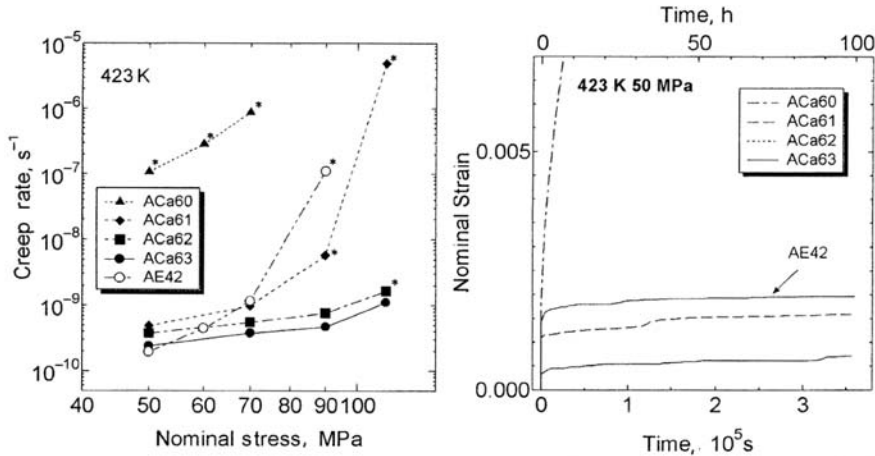 423 K
10⁻⁵
10⁻⁶
10⁻⁷
10⁻⁸
10⁻⁹
10⁻¹⁰
Creep rate, s⁻¹
ACa60
ACa61
ACa62
ACa63
AE42
40 50 60 70 80 90 100
Nominal stress, MPa
Time, h
0 50 100
423 K 50 MPa
ACa60
ACa61
ACa62
ACa63
0.005
0.000
Nominal Strain
AE42
0 1 2 3
Time, 10⁵s